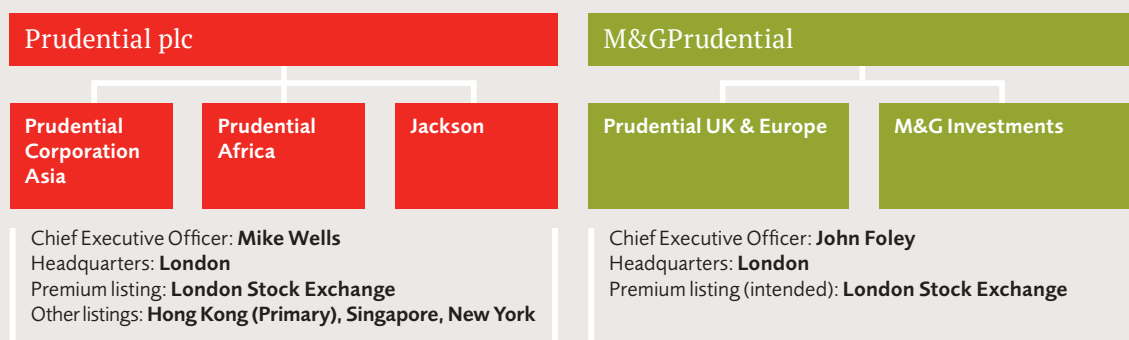 Prudential plc
Prudential
Corporation
Asia
Prudential
Africa
Jackson
Chief Executive Officer: Mike Wells
Headquarters: London
Premium listing: London Stock Exchange
Other listings: Hong Kong (Primary), Singapore, New York
M&GPrudential
Prudential UK & Europe
M&G Investments
Chief Executive Officer: John Foley
Headquarters: London
Premium listing (intended): London Stock Exchange